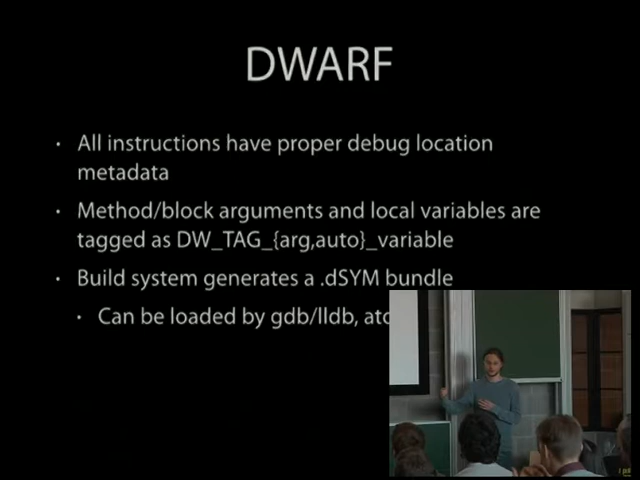 DWARF
• All instructions have proper debug location
metadata
• Method/block arguments and local variables are
tagged as DW_TAG_{arg,auto}_variable
• Build system generates a .dSYM bundle
• Can be loaded by gdb/lldb,